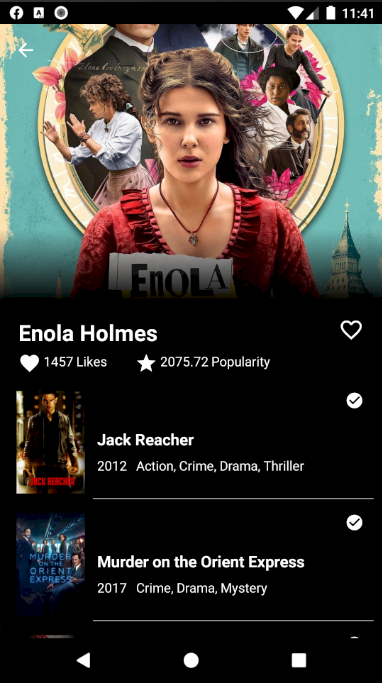 11:41
ENOLA
Enola Holmes
1457 Likes
2075.72 Popularity
Jack Reacher
2012 Action, Crime, Drama, Thriller
JACK REACHER
Murder on the Orient Express
2017 Crime, Drama, Mystery
MURDER
ON THE
ORIENT
EXPRESS